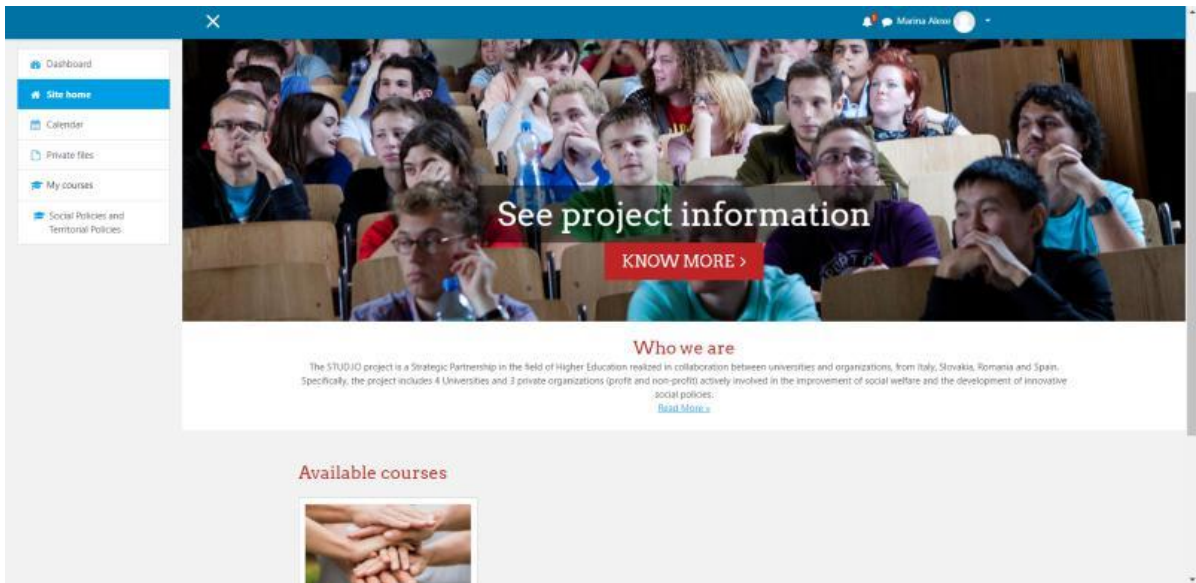 Marina Alexe
Dashboard
Site home
Calendar
Private files
My courses
Social Policies and
Territorial Policies
See project information
KNOW MORE >
Who we are
The STUD.IO project is a Strategic Partnership in the field of Higher Education realized in collaboration between universities and organizations, from Italy, Slovakia, Romania and Spain.
Specifically, the project includes 4 Universities and 3 private organizations (profit and non-profit) actively involved in the improvement of social welfare and the development of innovative
social policies.
Read More »
Available courses